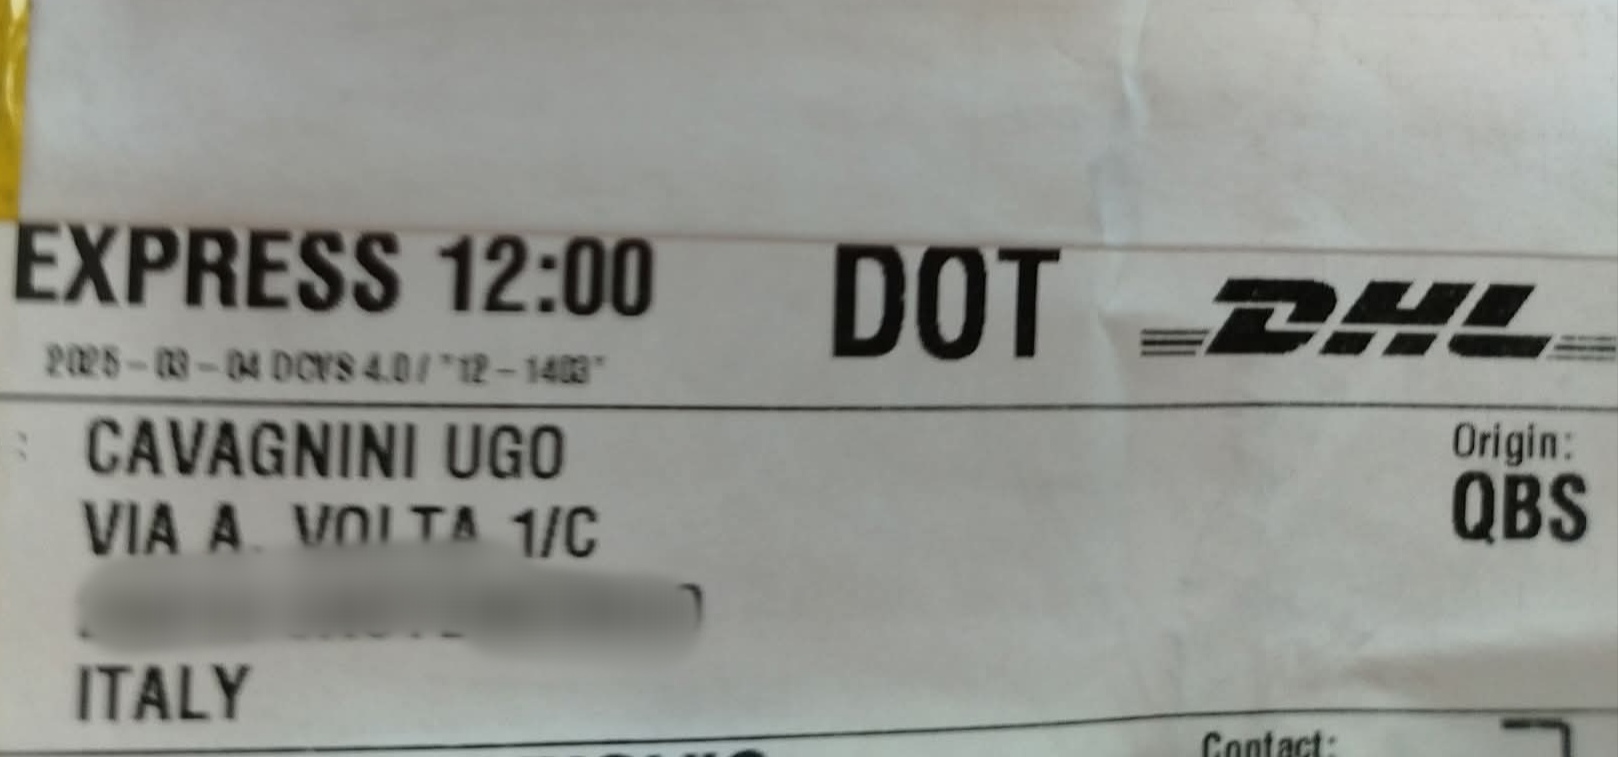 EXPRESS 12:00 DOT DHL
2025-03-04 DCVS 4.0 / "12-1403"
CAVAGNINI UGO
VIA A. VOLTA 1/C
ITALY
Origin:
QBS
Contact: